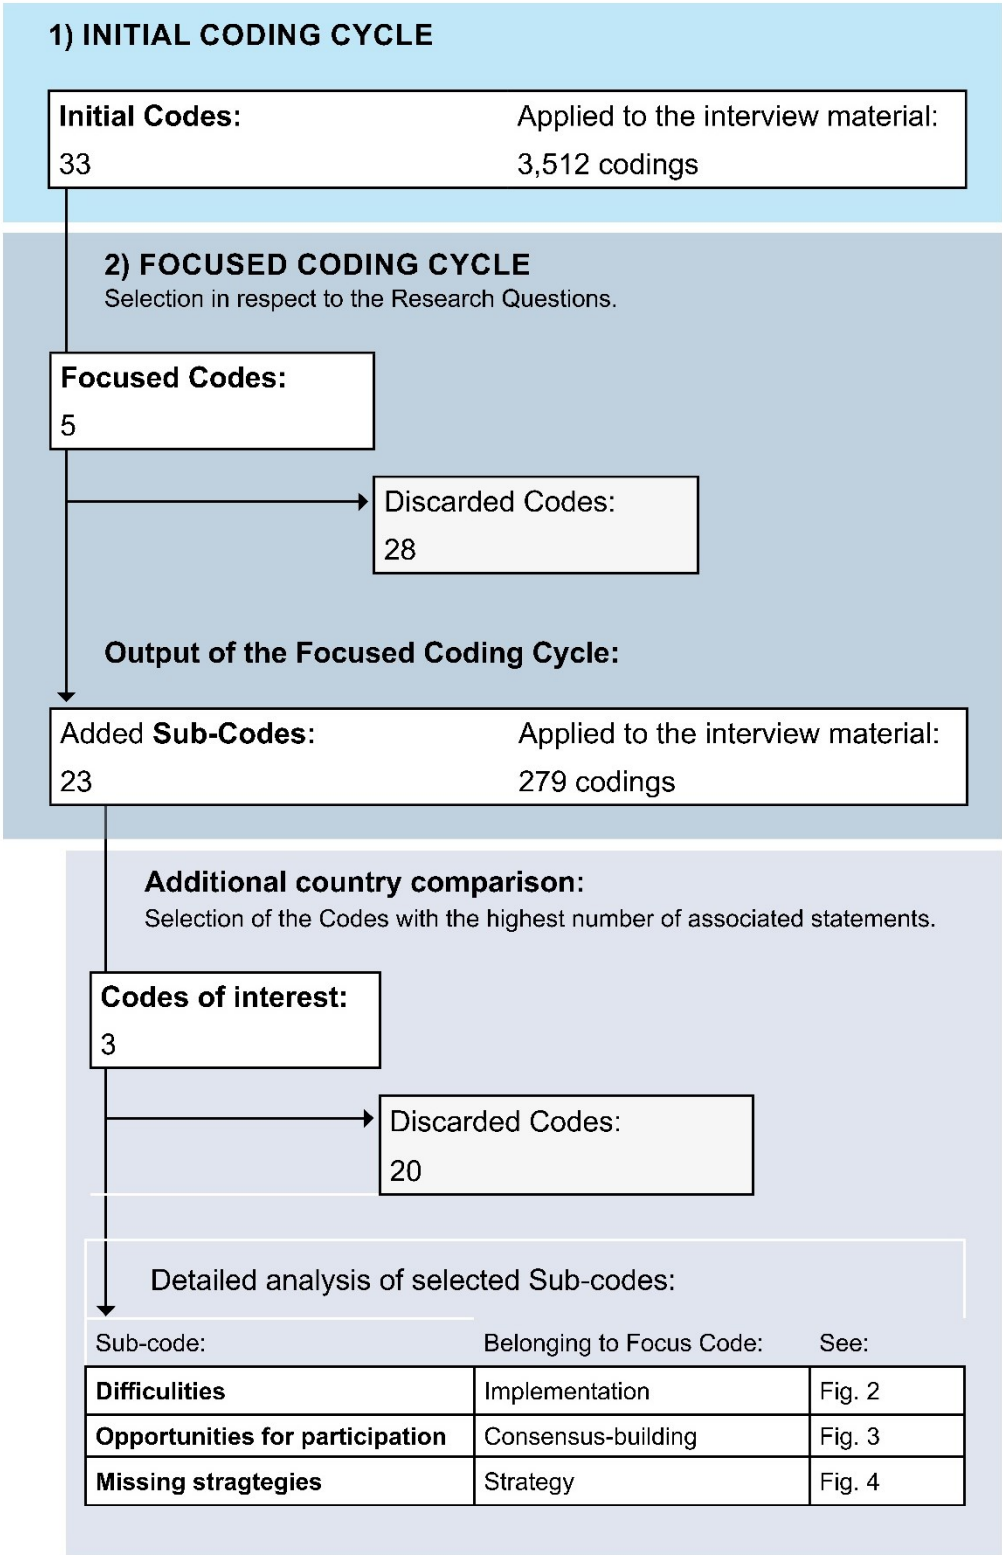 1) INITIAL CODING CYCLE
Initial Codes: Applied to the interview material:
33 3,512 codings
2) FOCUSED CODING CYCLE
Selection in respect to the Research Questions.
Focused Codes:
5
Discarded Codes:
28
Output of the Focused Coding Cycle:
Added Sub-Codes: Applied to the interview material:
23 279 codings
Additional country comparison:
Selection of the Codes with the highest number of associated statements.
Codes of interest:
3
Discarded Codes:
20
Detailed analysis of selected Sub-codes:
Sub-code: Belonging to Focus Code: See:
Difficulities Implementation Fig. 2
Opportunities for participation Consensus-building Fig. 3
Missing stragtegies Strategy Fig. 4